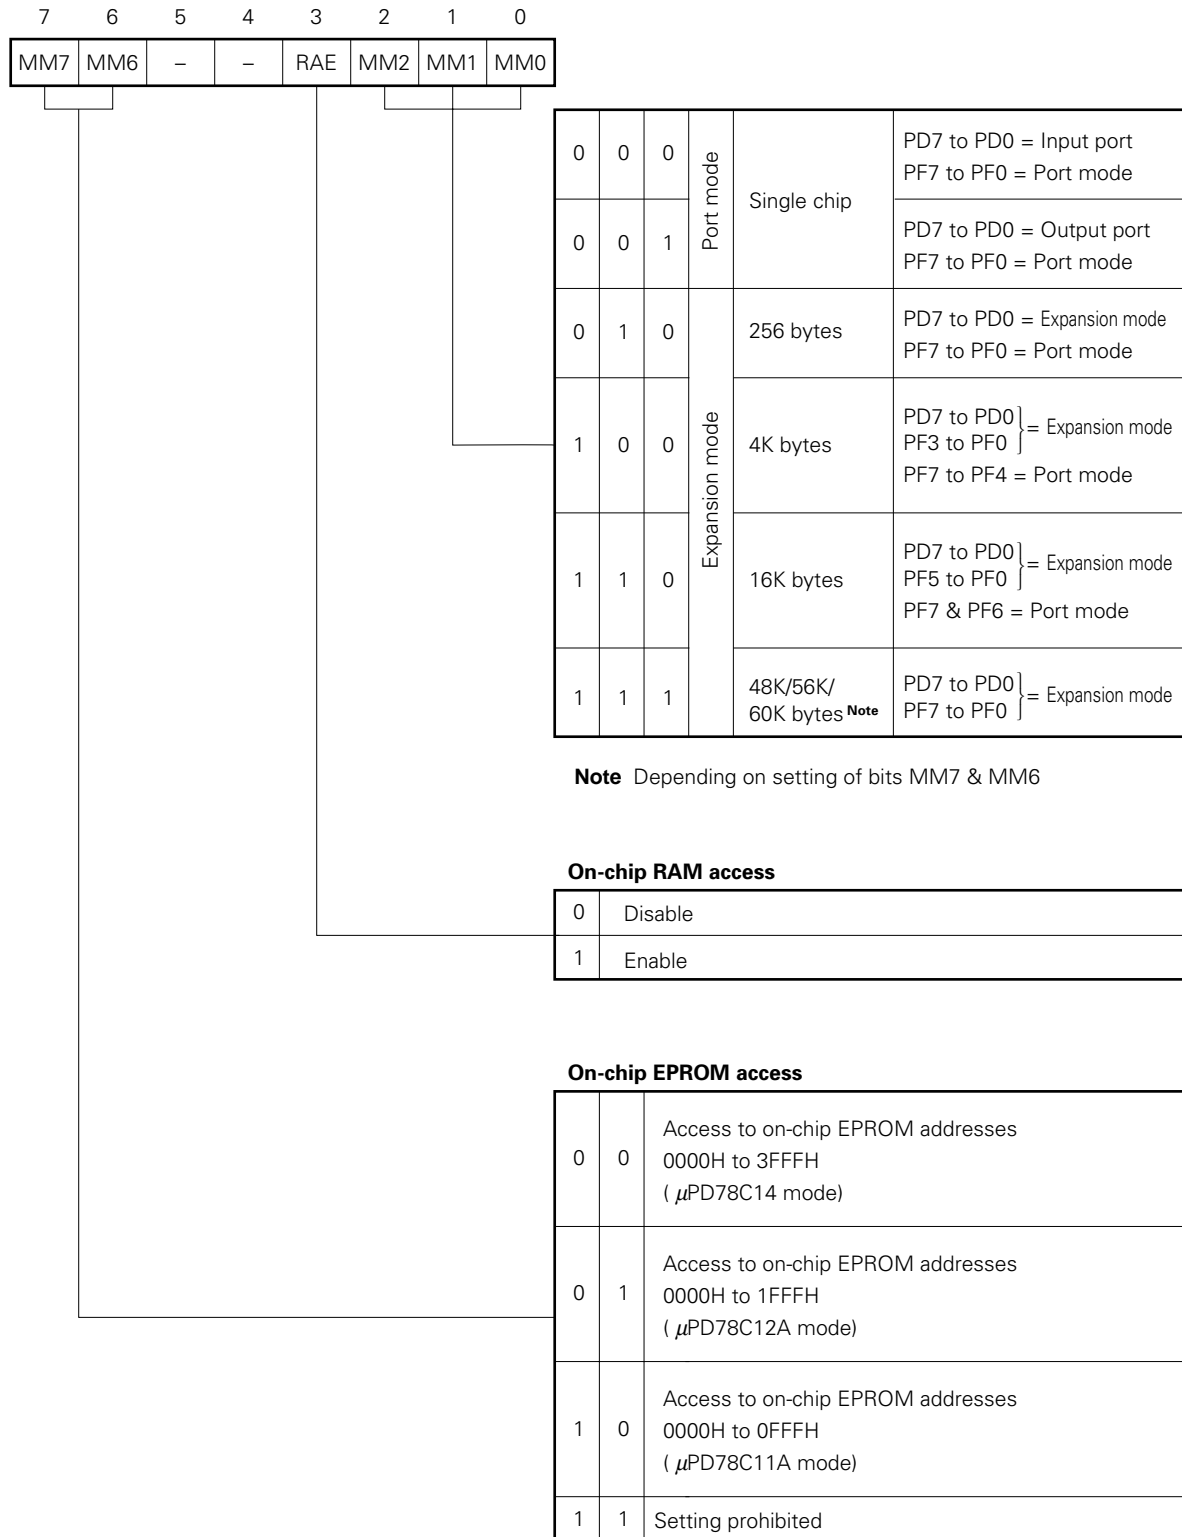 7 6 5 4 3 2 1 0
MM7 MM6 – – RAE MM2 MM1 MM0
0 0 0 Port mode Single chip PD7 to PD0 = Input port
PF7 to PF0 = Port mode
0 0 1 PD7 to PD0 = Output port
PF7 to PF0 = Port mode
0 1 0 Expansion mode 256 bytes PD7 to PD0 = Expansion mode
PF7 to PF0 = Port mode
1 0 0 4K bytes PD7 to PD0
PF3 to PF0 } = Expansion mode
PF7 to PF4 = Port mode
1 1 0 16K bytes PD7 to PD0
PF5 to PF0 } = Expansion mode
PF7 & PF6 = Port mode
1 1 1 48K/56K/
60K bytes Note PD7 to PD0
PF7 to PF0 } = Expansion mode
Note Depending on setting of bits MM7 & MM6
On-chip RAM access
0 Disable
1 Enable
On-chip EPROM access
0 0 Access to on-chip EPROM addresses
0000H to 3FFFH
( μPD78C14 mode)
0 1 Access to on-chip EPROM addresses
0000H to 1FFFH
( μPD78C12A mode)
1 0 Access to on-chip EPROM addresses
0000H to 0FFFH
( μPD78C11A mode)
1 1 Setting prohibited